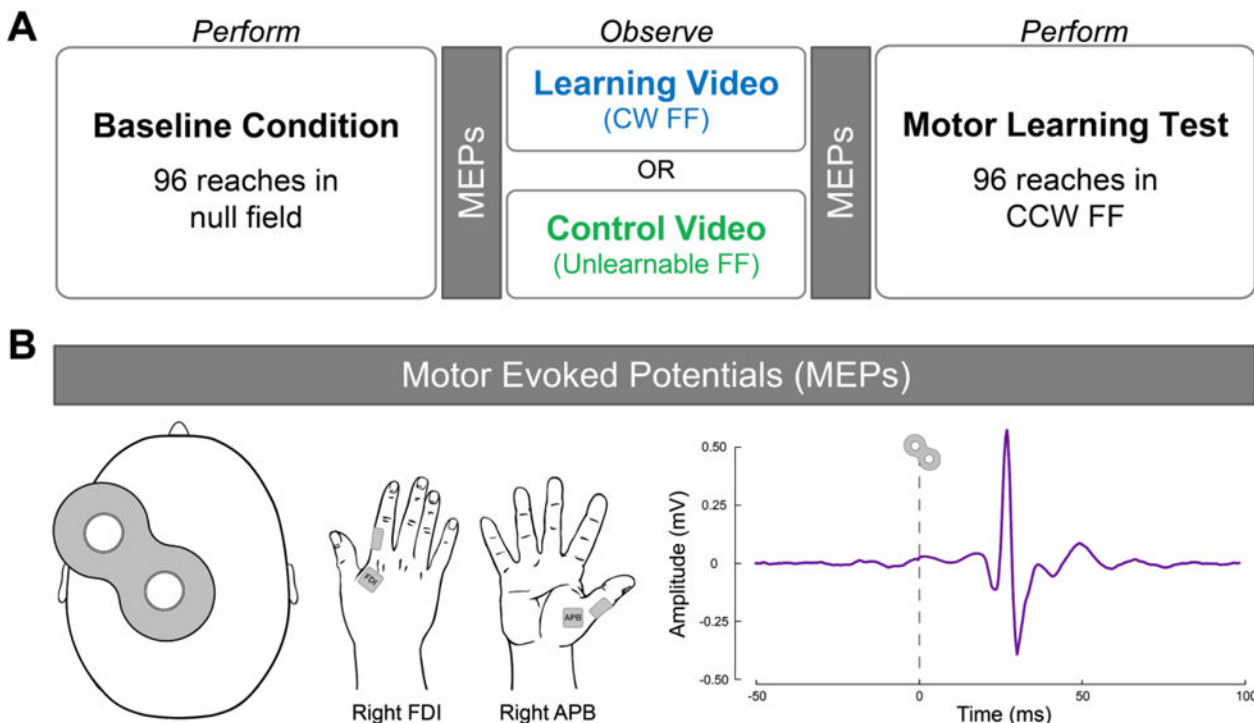 A
Perform
Observe
Perform
Baseline Condition
96 reaches in
null field
MEPs
Learning Video
(CW FF)
OR
Control Video
(Unlearnable FF)
MEPs
Motor Learning Test
96 reaches in
CCW FF
B
Motor Evoked Potentials (MEPs)
FDI
Right FDI
APB
Right APB
Amplitude (mV)
0.50
0.25
0
-0.25
-0.50
-50
0
50
100
Time (ms)